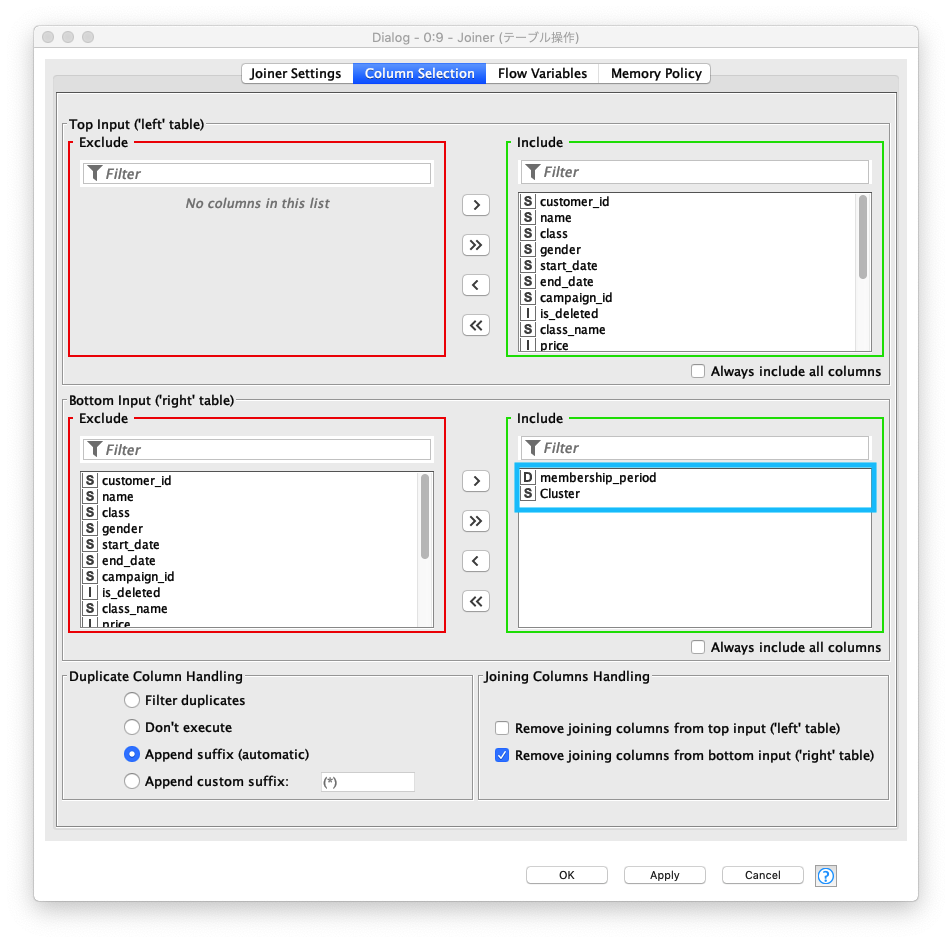 Dialog - 0:9 - Joiner (テーブル操作)
Joiner Settings Column Selection Flow Variables Memory Policy
Top Input ('left' table)
Exclude
Filter
No columns in this list
>
>>
<
<<
Include
Filter
S customer_id
S name
S class
S gender
S start_date
S end_date
S campaign_id
I is_deleted
S class_name
I price
Always include all columns
Bottom Input ('right' table)
Exclude
Filter
S customer_id
S name
S class
S gender
S start_date
S end_date
S campaign_id
I is_deleted
S class_name
I price
>
>>
<
<<
Include
Filter
D membership_period
S Cluster
Always include all columns
Duplicate Column Handling
Filter duplicates
Don't execute
Append suffix (automatic)
Append custom suffix: (*)
Joining Columns Handling
Remove joining columns from top input ('left' table)
Remove joining columns from bottom input ('right' table)
OK Apply Cancel ?